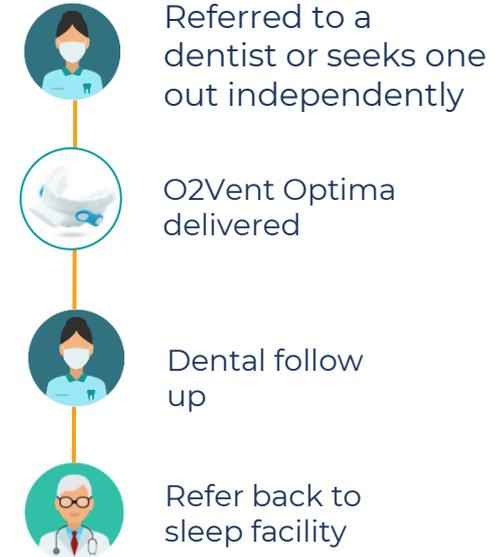 Referred to a
dentist or seeks one
out independently
O2Vent Optima
delivered
Dental follow
up
Refer back to
sleep facility